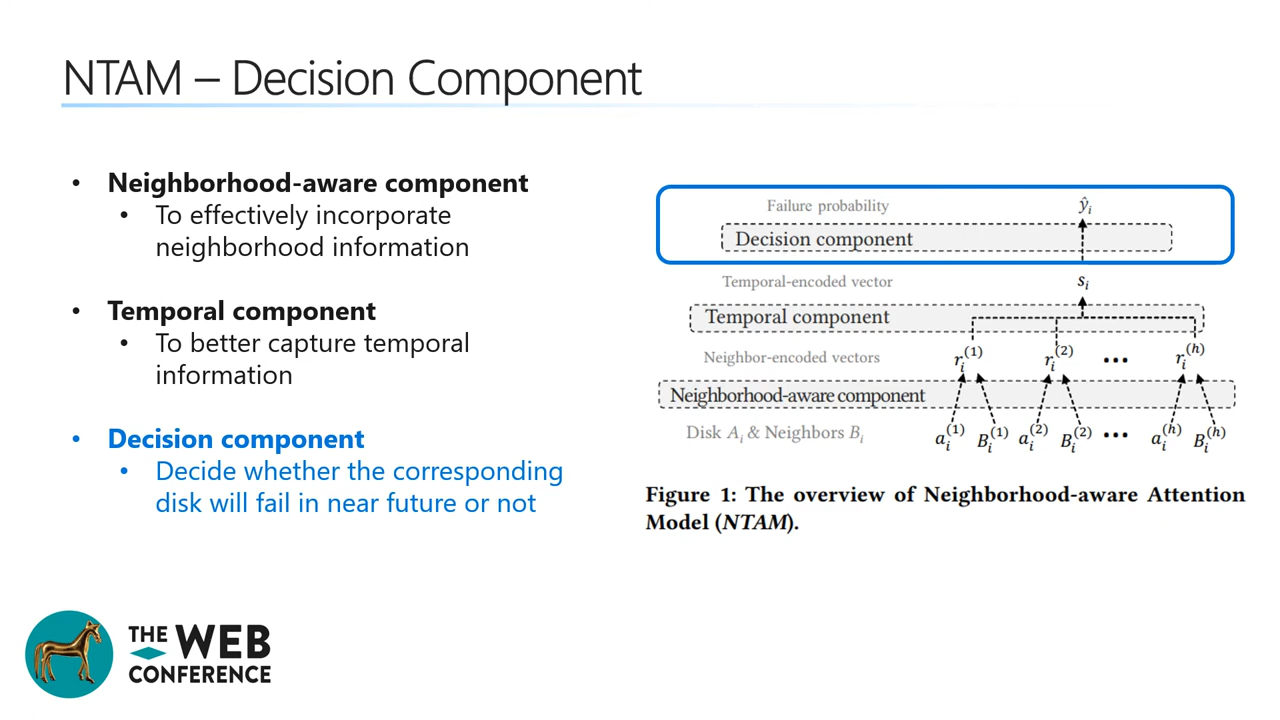 NTAM – Decision Component
• Neighborhood-aware component
• To effectively incorporate
neighborhood information
• Temporal component
• To better capture temporal
information
• Decision component
• Decide whether the corresponding
disk will fail in near future or not
Failure probability ŷᵢ
Decision component
Temporal-encoded vector sᵢ
Temporal component
Neighbor-encoded vectors rᵢ⁽¹⁾ rᵢ⁽²⁾ ••• rᵢ⁽ʰ⁾
Neighborhood-aware component
Disk Aᵢ & Neighbors Bᵢ aᵢ⁽¹⁾ Bᵢ⁽¹⁾ aᵢ⁽²⁾ Bᵢ⁽²⁾ ••• aᵢ⁽ʰ⁾ Bᵢ⁽ʰ⁾
Figure 1: The overview of Neighborhood-aware Attention
Model (NTAM).
THE WEB
CONFERENCE